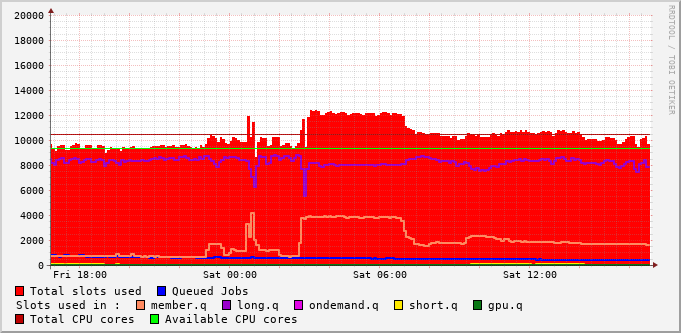 RRDTOOL / TOBI OETIKER
20000
18000
16000
14000
12000
10000
8000
6000
4000
2000
0
Fri 18:00 Sat 00:00 Sat 06:00 Sat 12:00
Total slots used Queued Jobs
Slots used in : member.q long.q ondemand.q short.q gpu.q
Total CPU cores Available CPU cores